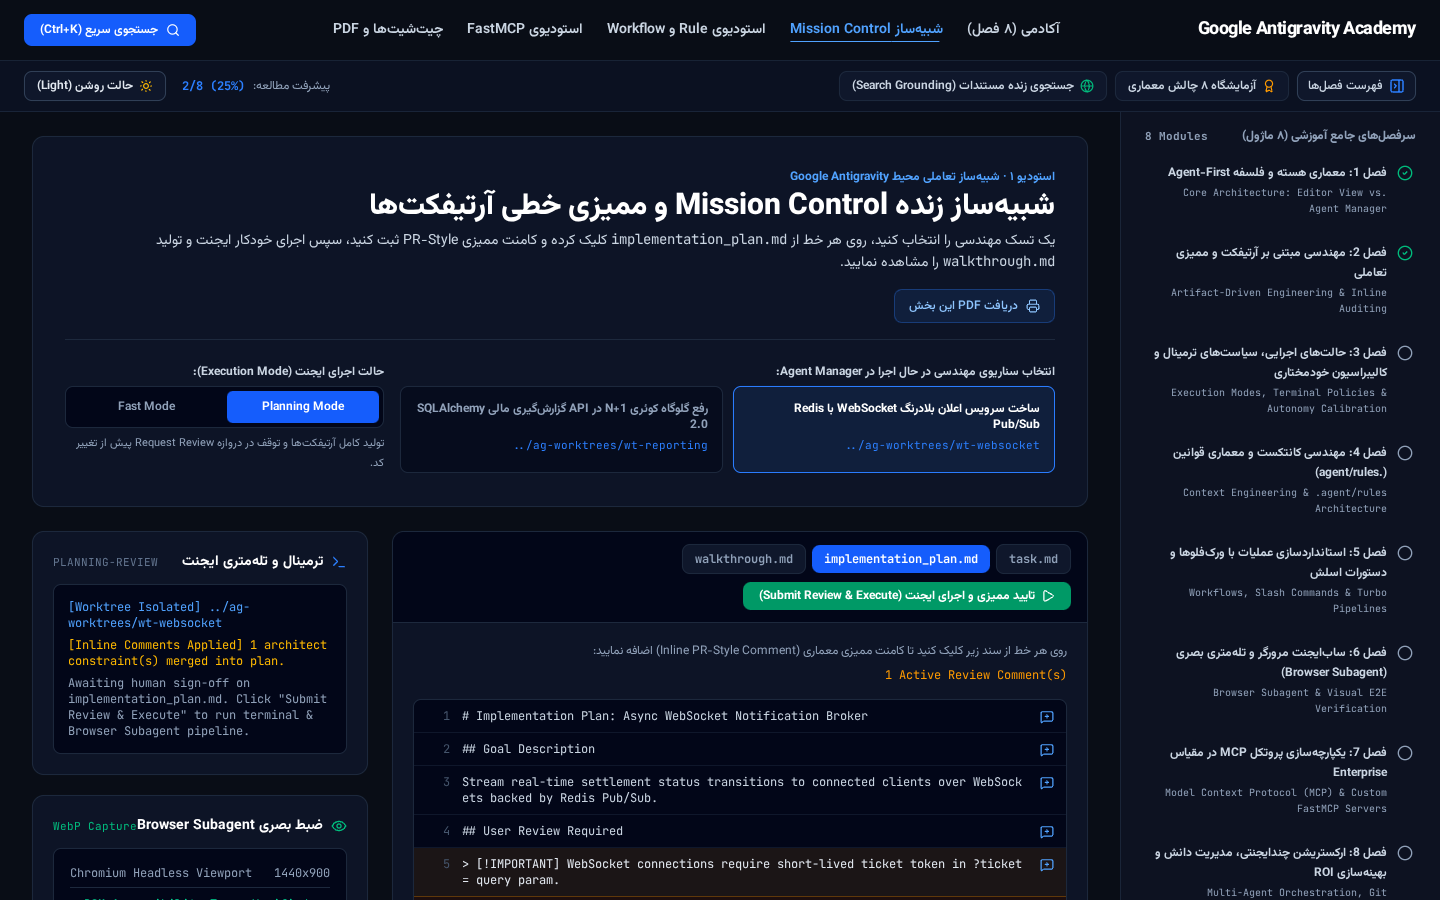 Google Antigravity Academy
آکادمی (۸ فصل)
شبیه‌ساز Mission Control
استودیوی Rule و Workflow
استودیوی FastMCP
چیت‌شیت‌ها و PDF
جستجوی سریع (Ctrl+K)
فهرست فصل‌ها
آزمایشگاه ۸ چالش معماری
جستجوی زنده مستندات (Search Grounding)
پیشرفت مطالعه: 2/8 (25%)
حالت روشن (Light)
سرفصل‌های جامع آموزشی (۸ ماژول)
8 Modules
فصل 1: معماری هسته و فلسفه Agent-First
Core Architecture: Editor View vs.
Agent Manager
فصل 2: مهندسی مبتنی بر آرتیفکت و ممیزی
تعاملی
Artifact-Driven Engineering & Inline
Auditing
فصل 3: حالت‌های اجرایی، سیاست‌های ترمینال و
کالیبراسیون خودمختاری
Execution Modes, Terminal Policies &
Autonomy Calibration
فصل 4: مهندسی کانتکست و معماری قوانین
(.agent/rules)
Context Engineering & .agent/rules
Architecture
فصل 5: استانداردسازی عملیات با ورک‌فلوها و
دستورات اسلش
Workflows, Slash Commands & Turbo
Pipelines
فصل 6: ساب‌ایجنت مرورگر و تله‌متری بصری
(Browser Subagent)
Browser Subagent & Visual E2E
Verification
فصل 7: یکپارچه‌سازی پروتکل MCP در مقیاس
Enterprise
Model Context Protocol (MCP) & Custom
FastMCP Servers
فصل 8: ارکستریشن چندایجنتی، مدیریت دانش و
بهینه‌سازی ROI
Multi-Agent Orchestration, Git
استودیو ۱ · شبیه‌ساز تعاملی محیط Google Antigravity
شبیه‌ساز زنده Mission Control و ممیزی خطی آرتیفکت‌ها
یک تسک مهندسی را انتخاب کنید، روی هر خط از implementation_plan.md کلیک کرده و کامنت ممیزی PR-Style ثبت کنید، سپس اجرای خودکار ایجنت و تولید
walkthrough.md را مشاهده نمایید.
دریافت PDF این بخش
انتخاب سناریوی مهندسی در حال اجرا در Agent Manager:
ساخت سرویس اعلان بلادرنگ WebSocket با Redis
Pub/Sub
../ag-worktrees/wt-websocket
رفع گلوگاه کوئری N+1 در API گزارش‌گیری مالی SQLAlchemy
2.0
../ag-worktrees/wt-reporting
حالت اجرای ایجنت (Execution Mode):
Planning Mode
Fast Mode
تولید کامل آرتیفکت‌ها و توقف در دروازه Request Review پیش از تغییر
کد.
task.md
implementation_plan.md
walkthrough.md
تایید ممیزی و اجرای ایجنت (Submit Review & Execute)
روی هر خط از سند زیر کلیک کنید تا کامنت ممیزی معماری (Inline PR-Style Comment) اضافه نمایید:
1 Active Review Comment(s)
1 # Implementation Plan: Async WebSocket Notification Broker
2 ## Goal Description
3 Stream real-time settlement status transitions to connected clients over WebSock
ets backed by Redis Pub/Sub.
4 ## User Review Required
5 > [!IMPORTANT] WebSocket connections require short-lived ticket token in ?ticket
= query param.
ترمینال و تله‌متری ایجنت
PLANNING-REVIEW
[Worktree Isolated] ../ag-
worktrees/wt-websocket
[Inline Comments Applied] 1 architect
constraint(s) merged into plan.
Awaiting human sign-off on
implementation_plan.md. Click "Submit
Review & Execute" to run terminal &
Browser Subagent pipeline.
ضبط بصری Browser Subagent
WebP Capture
Chromium Headless Viewport 1440x900